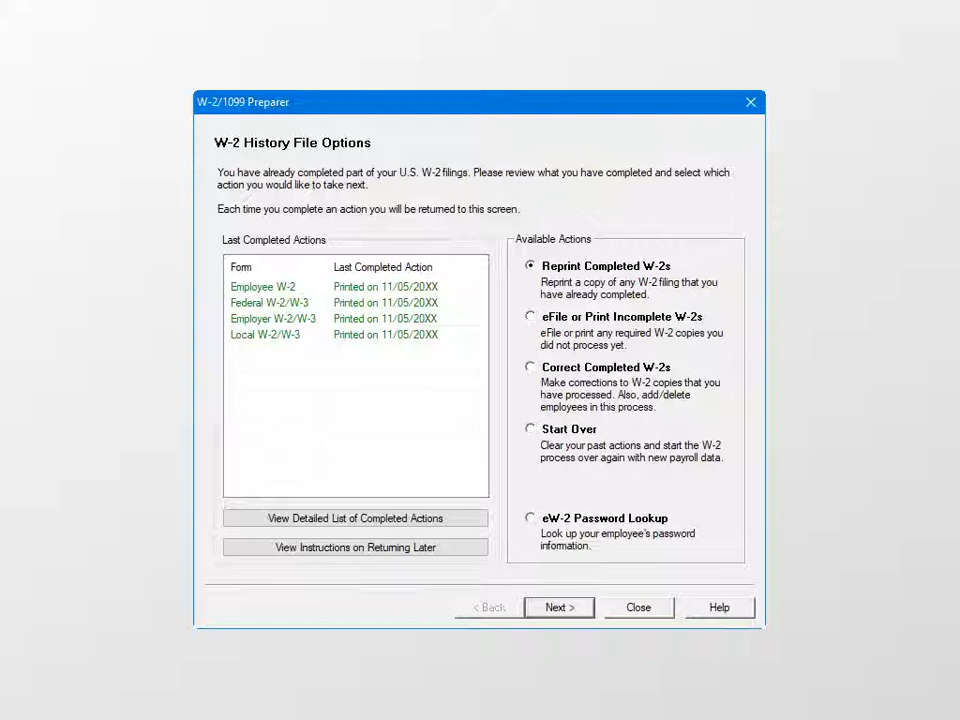 W-2/1099 Preparer
W-2 History File Options
You have already completed part of your U.S. W-2 filings. Please review what you have completed and select which
action you would like to take next.
Each time you complete an action you will be returned to this screen.
Last Completed Actions
Form Last Completed Action
Employee W-2 Printed on 11/05/20XX
Federal W-2/W-3 Printed on 11/05/20XX
Employer W-2/W-3 Printed on 11/05/20XX
Local W-2/W-3 Printed on 11/05/20XX
View Detailed List of Completed Actions
View Instructions on Returning Later
Available Actions
Reprint Completed W-2s
Reprint a copy of any W-2 filing that you
have already completed.
eFile or Print Incomplete W-2s
eFile or print any required W-2 copies you
did not process yet.
Correct Completed W-2s
Make corrections to W-2 copies that you
have processed. Also, add/delete
employees in this process.
Start Over
Clear your past actions and start the W-2
process over again with new payroll data.
eW-2 Password Lookup
Look up your employee's password
information.
< Back Next > Close Help